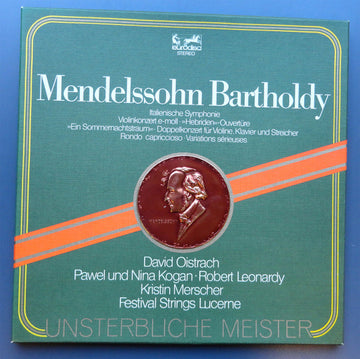 eurodisc
STEREO
Mendelssohn Bartholdy
Italienische Symphonie
Violinkonzert e-moll · »Hebriden«-Ouvertüre
»Ein Sommernachtstraum« · Doppelkonzert für Violine, Klavier und Streicher
Rondo capriccioso · Variations sérieuses
David Oistrach
Pawel und Nina Kogan · Robert Leonardy
Kristin Merscher
Festival Strings Lucerne
UNSTERBLICHE MEISTER